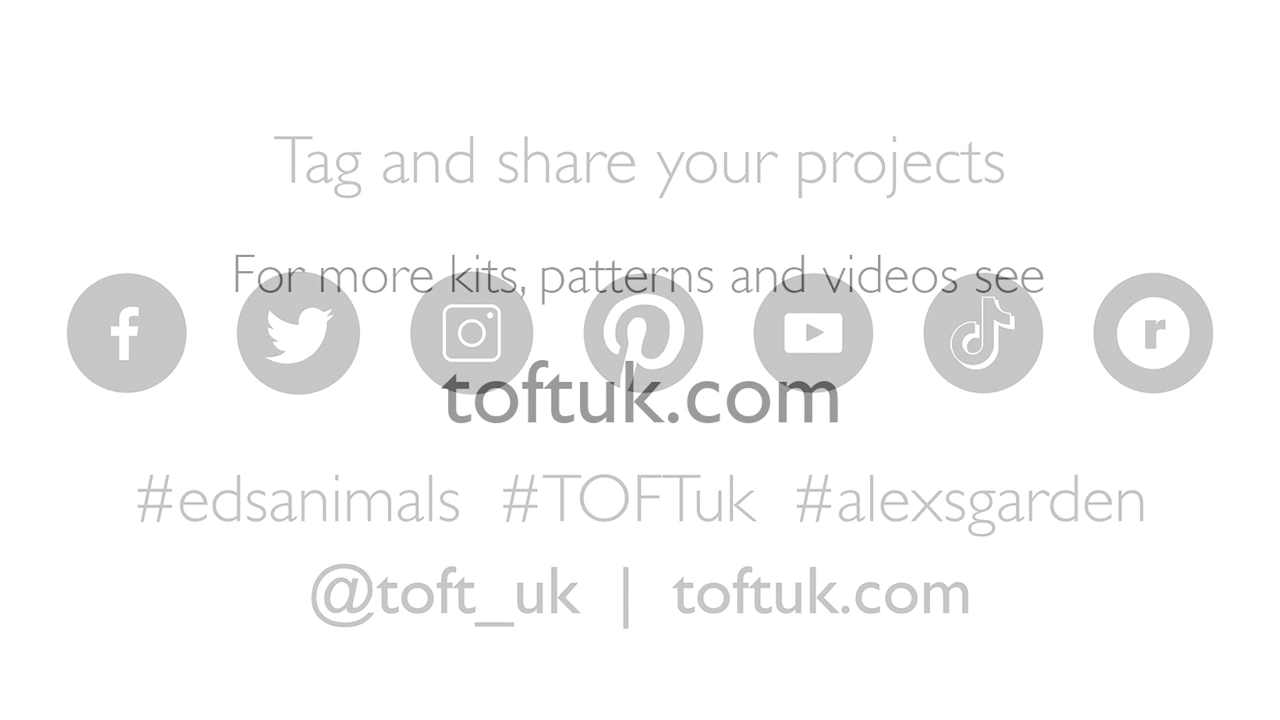 Tag and share your projects
For more kits, patterns and videos see
f r
toftuk.com
#edsanimals #TOFTuk #alexsgarden
@toft_uk | toftuk.com